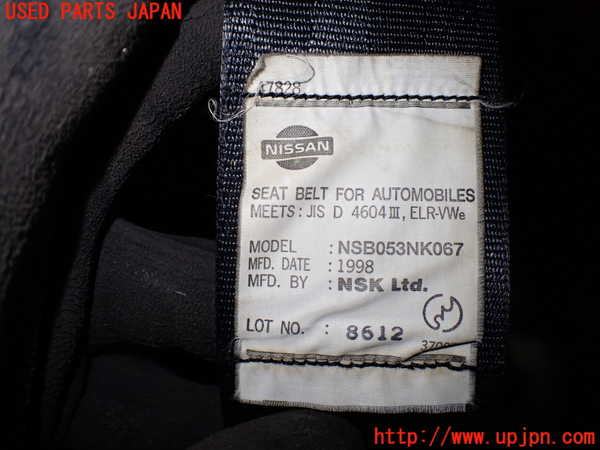 USED PARTS JAPAN
47828
NISSAN
SEAT BELT FOR AUTOMOBILES
MEETS: JIS D 4604 III, ELR-VWe
MODEL : NSB053NK067
MFD. DATE : 1998
MFD. BY : NSK Ltd.
LOT NO. : 8612
http://www.upjpn.com/